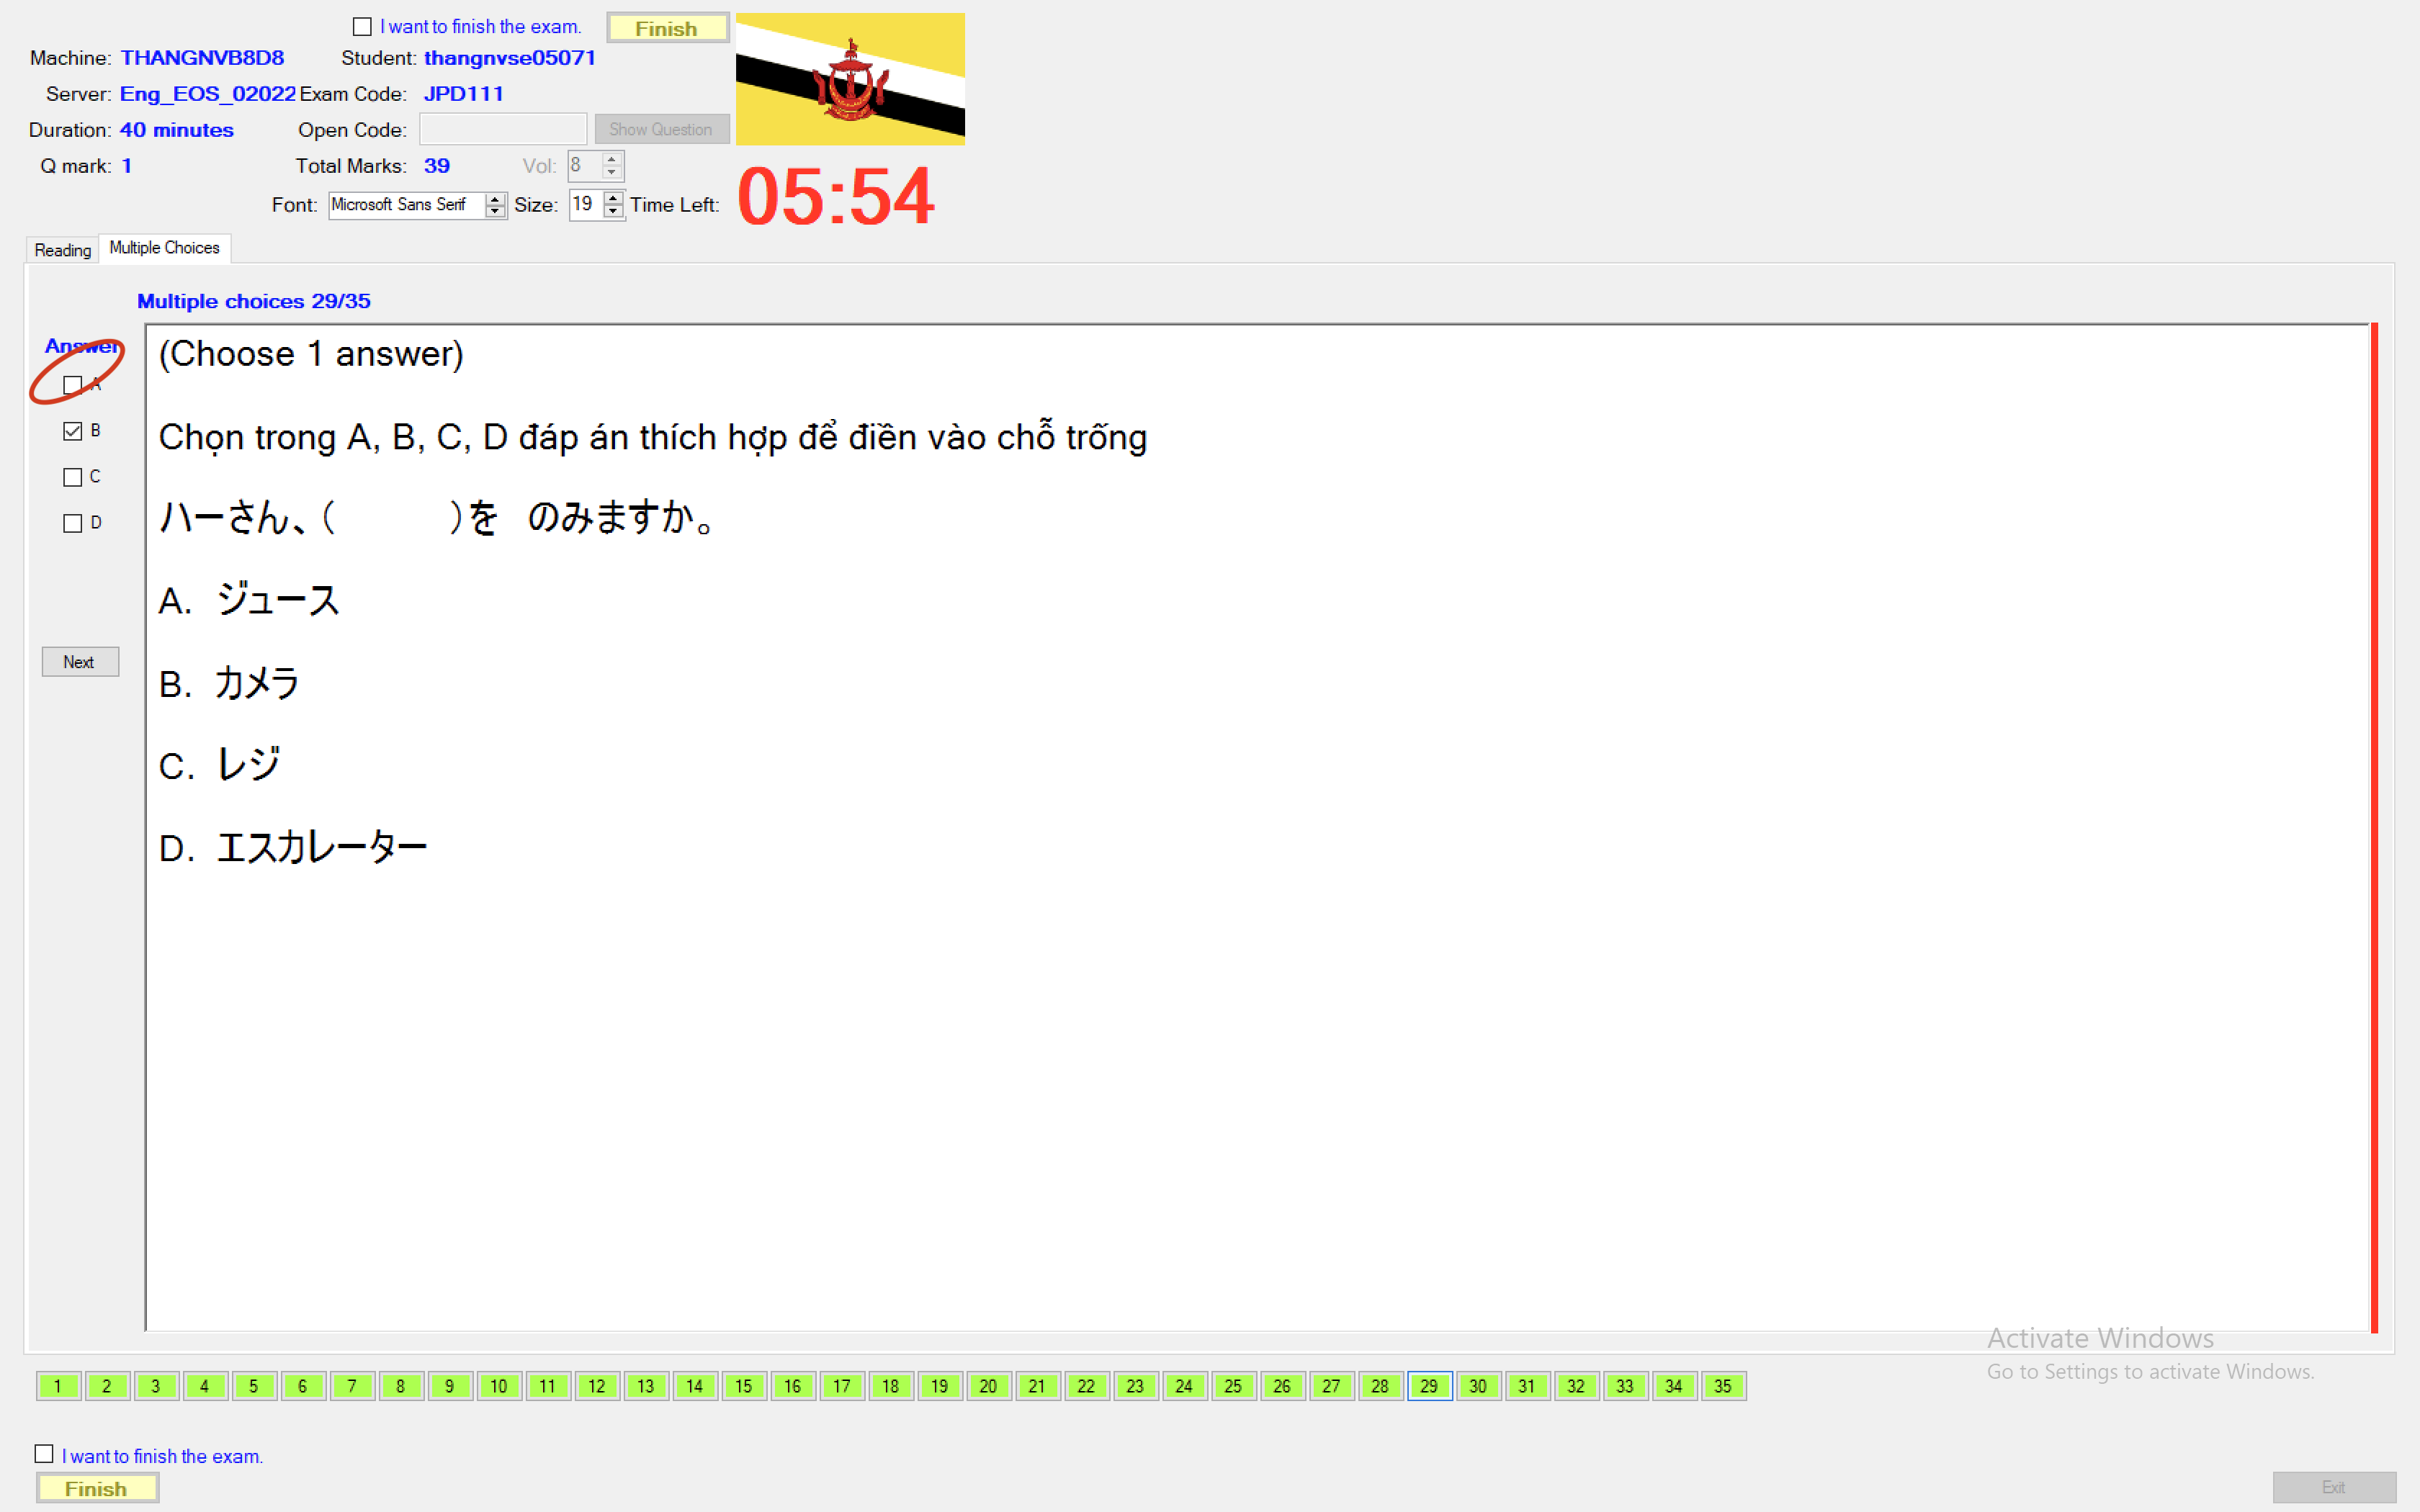 I want to finish the exam.
Finish
Machine: THANGNVB8D8
Student: thangnvse05071
Server: Eng_EOS_02022
Exam Code: JPD111
Duration: 40 minutes
Open Code:
Show Question
Q mark: 1
Total Marks: 39
Vol: 8
Font: Microsoft Sans Serif
Size: 19
Time Left: 05:54
Reading
Multiple Choices
Multiple choices 29/35
Answer
A
B
C
D
Next
(Choose 1 answer)
Chọn trong A, B, C, D đáp án thích hợp để điền vào chỗ trống
ハーさん、(　　　)を　のみますか。
A. ジュース
B. カメラ
C. レジ
D. エスカレーター
Activate Windows
Go to Settings to activate Windows.
1 2 3 4 5 6 7 8 9 10 11 12 13 14 15 16 17 18 19 20 21 22 23 24 25 26 27 28 29 30 31 32 33 34 35
I want to finish the exam.
Finish
Exit